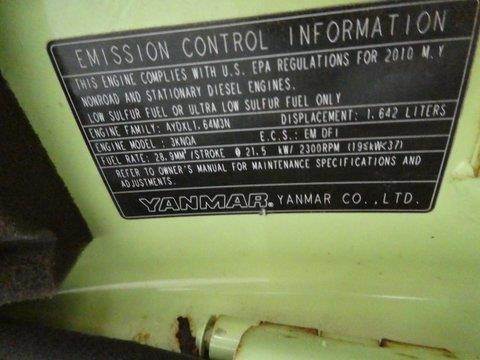 EMISSION CONTROL INFORMATION
THIS ENGINE COMPLIES WITH U.S. EPA REGULATIONS FOR 2010 M.Y
NONROAD AND STATIONARY DIESEL ENGINES.
LOW SULFUR FUEL OR ULTRA LOW SULFUR FUEL ONLY
ENGINE FAMILY: AYDXL1.64M3N DISPLACEMENT: 1.642 LITERS
ENGINE MODEL: 3KNQA E.C.S.: EM DFI
FUEL RATE: 28.9MM³/STROKE @ 21.5 kW/ 2300RPM (19≤kW<37)
REFER TO OWNER'S MANUAL FOR MAINTENANCE SPECIFICATIONS AND
ADJUSTMENTS.
YANMAR® YANMAR CO.,LTD.